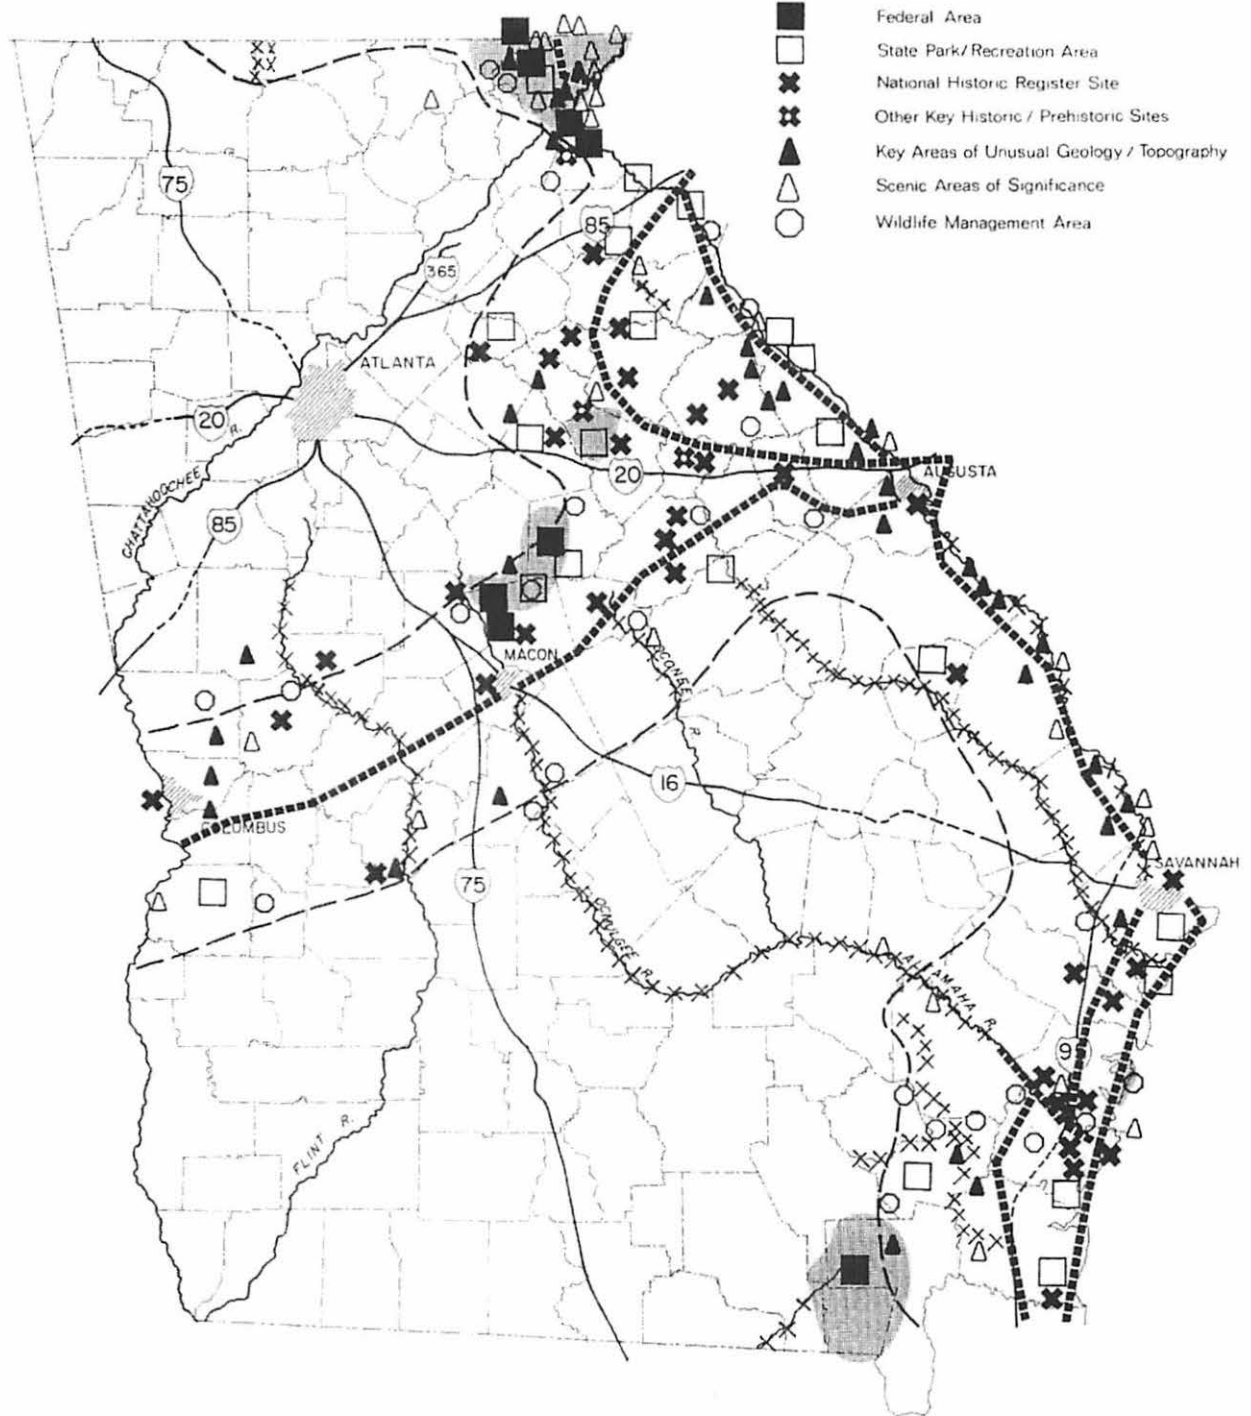 Federal Area
State Park/Recreation Area
National Historic Register Site
Other Key Historic / Prehistoric Sites
Key Areas of Unusual Geology / Topography
Scenic Areas of Significance
Wildlife Management Area
75
85
365
ATLANTA
20
R.
CHATTAHOOCHEE
20
AUGUSTA
85
MACON
OCONEE
R.
16
COLUMBUS
SAVANNAH
75
OCMULGEE R.
ALTAMAHA R.
9
FLINT R.